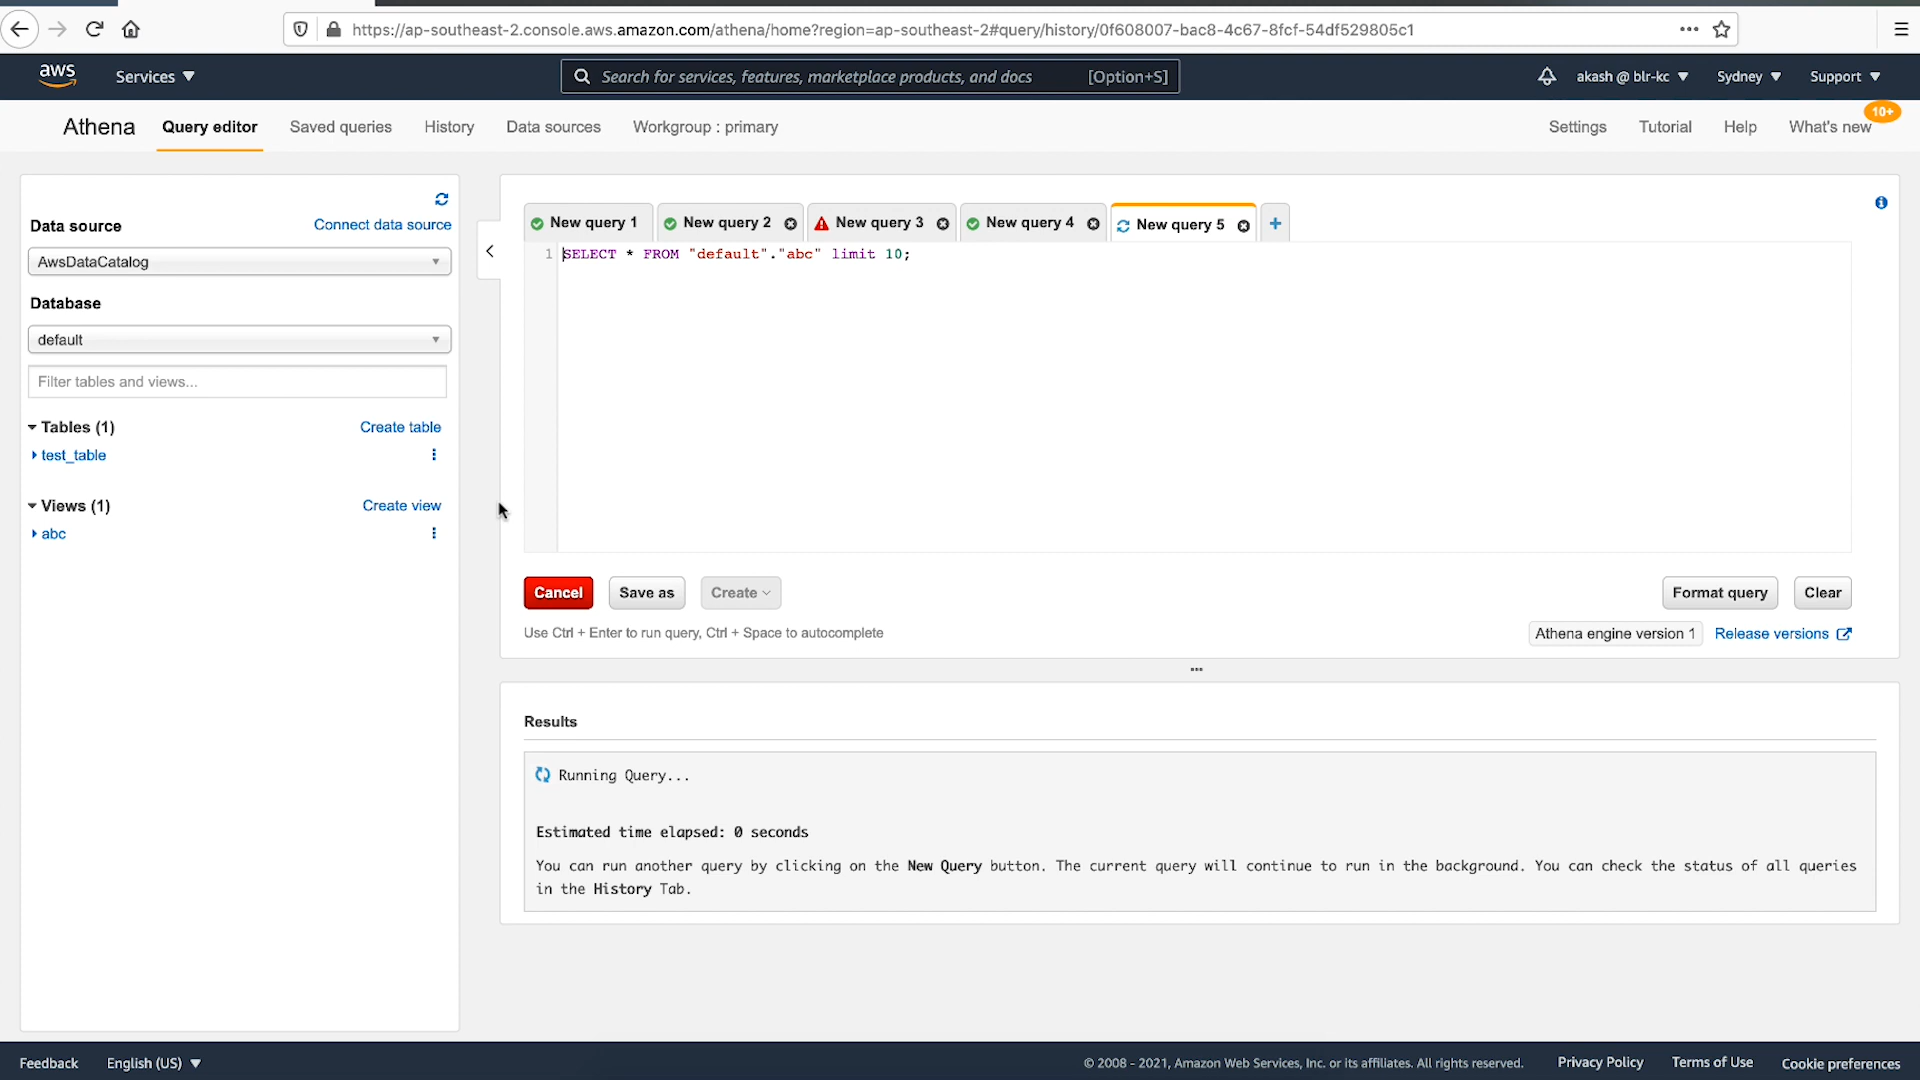 https://ap-southeast-2.console.aws.amazon.com/athena/home?region=ap-southeast-2#query/history/0f608007-bac8-4c67-8fcf-54df529805c1
aws Services Search for services, features, marketplace products, and docs [Option+S] akash @ blr-kc Sydney Support
Athena Query editor Saved queries History Data sources Workgroup : primary Settings Tutorial Help What's new 10+
Data source Connect data source
AwsDataCatalog
Database
default
Filter tables and views...
Tables (1) Create table
test_table
Views (1) Create view
abc
New query 1 New query 2 New query 3 New query 4 New query 5
1 SELECT * FROM "default"."abc" limit 10;
Cancel Save as Create Format query Clear
Use Ctrl + Enter to run query, Ctrl + Space to autocomplete Athena engine version 1 Release versions
Results
Running Query...
Estimated time elapsed: 0 seconds
You can run another query by clicking on the New Query button. The current query will continue to run in the background. You can check the status of all queries
in the History Tab.
Feedback English (US) © 2008 - 2021, Amazon Web Services, Inc. or its affiliates. All rights reserved. Privacy Policy Terms of Use Cookie preferences